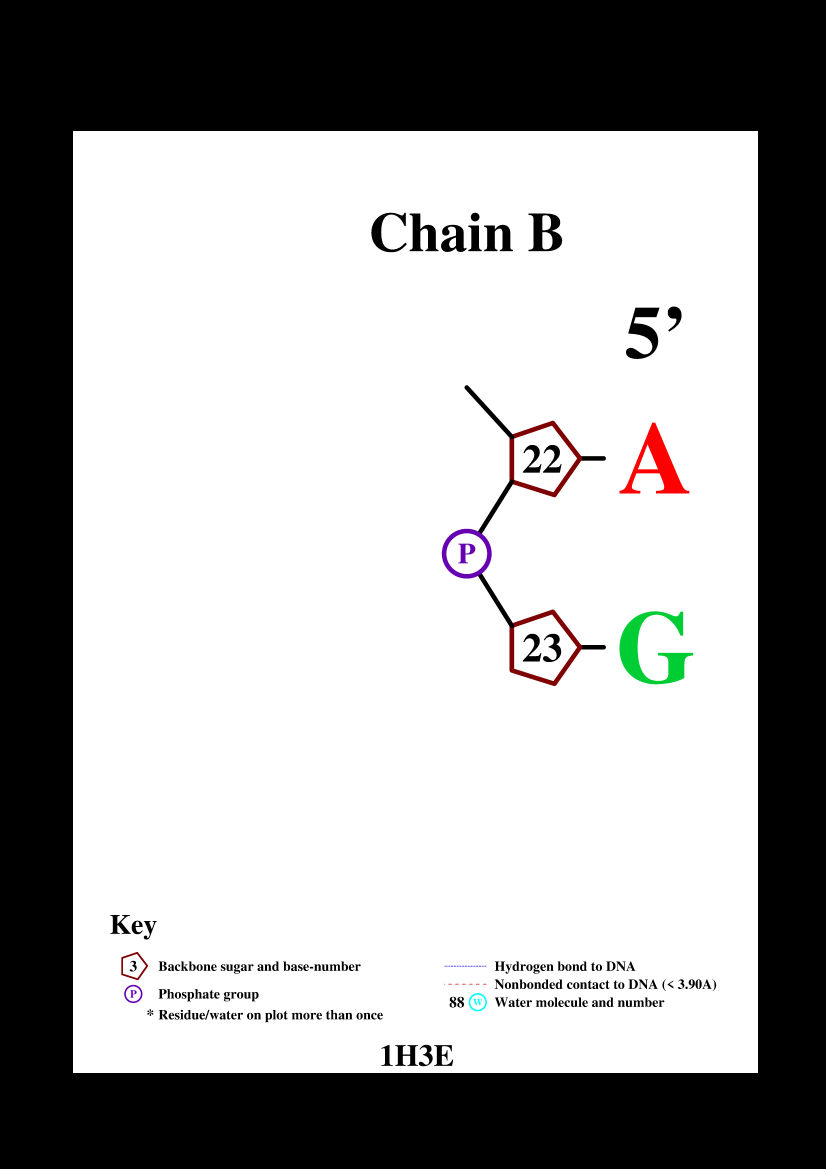 Chain B
5’
22 A
P
23 G
Key
3 Backbone sugar and base-number
P Phosphate group
* Residue/water on plot more than once
Hydrogen bond to DNA
Nonbonded contact to DNA (< 3.90A)
88 W Water molecule and number
1H3E